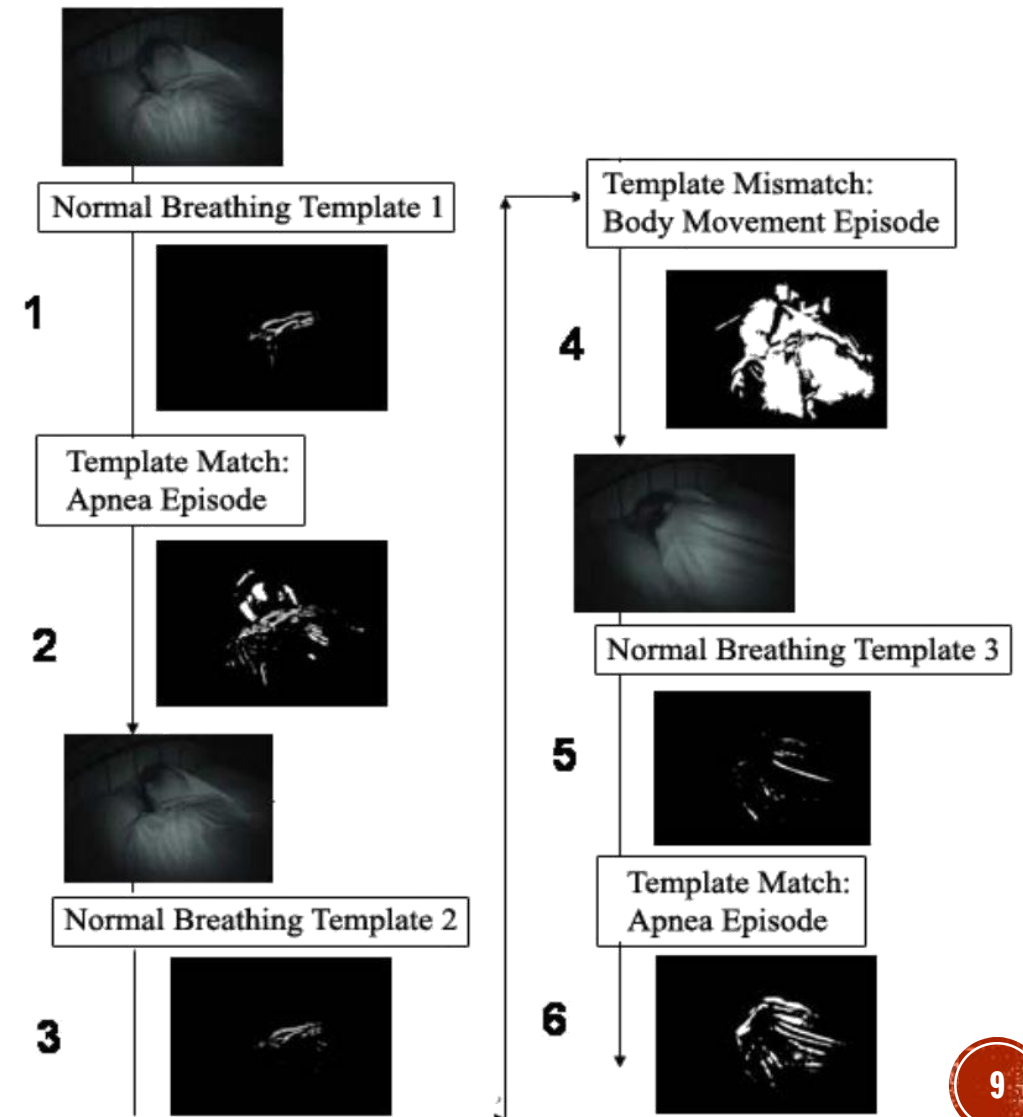 Normal Breathing Template 1
1
Template Match:
Apnea Episode
2
Normal Breathing Template 2
3
Template Mismatch:
Body Movement Episode
4
Normal Breathing Template 3
5
Template Match:
Apnea Episode
6
9